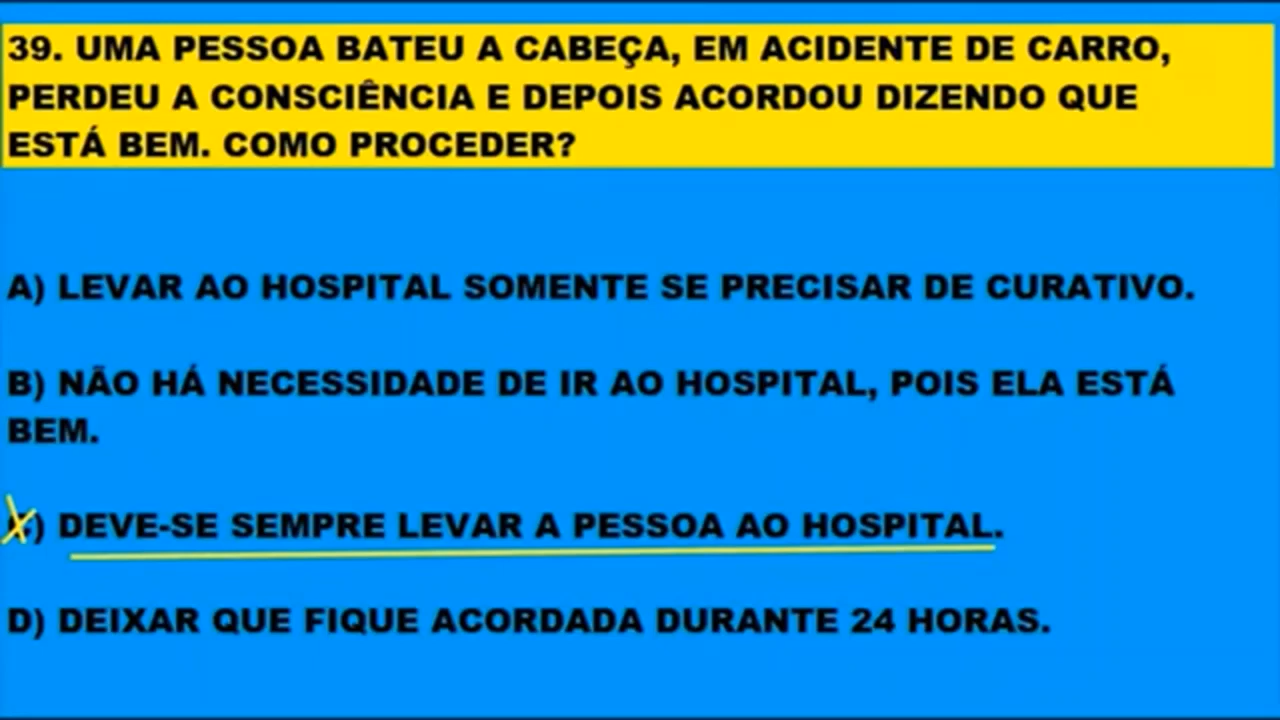 39. UMA PESSOA BATEU A CABEÇA, EM ACIDENTE DE CARRO,
PERDEU A CONSCIÊNCIA E DEPOIS ACORDOU DIZENDO QUE
ESTÁ BEM. COMO PROCEDER?
A) LEVAR AO HOSPITAL SOMENTE SE PRECISAR DE CURATIVO.
B) NÃO HÁ NECESSIDADE DE IR AO HOSPITAL, POIS ELA ESTÁ
BEM.
C) DEVE-SE SEMPRE LEVAR A PESSOA AO HOSPITAL.
D) DEIXAR QUE FIQUE ACORDADA DURANTE 24 HORAS.